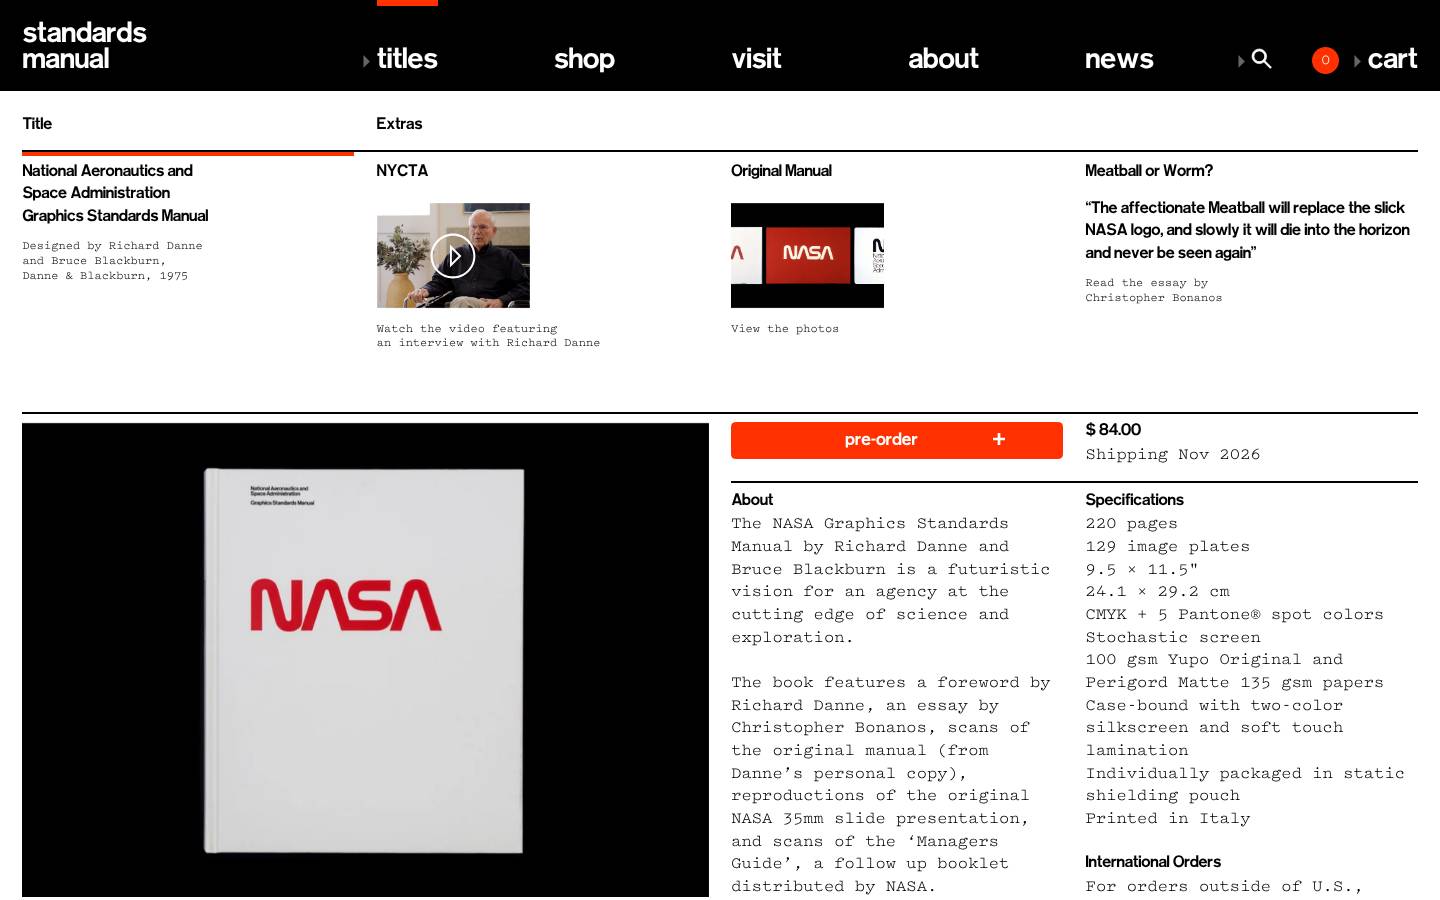 standards
manual
titles
shop
visit
about
news
0
cart
Title
Extras
National Aeronautics and
Space Administration
Graphics Standards Manual
Designed by Richard Danne
and Bruce Blackburn,
Danne & Blackburn, 1975
NYCTA
Watch the video featuring
an interview with Richard Danne
Original Manual
NASA
View the photos
Meatball or Worm?
“The affectionate Meatball will replace the slick
NASA logo, and slowly it will die into the horizon
and never be seen again”
Read the essay by
Christopher Bonanos
National Aeronautics and
Space Administration
Graphics Standards Manual
NASA
pre-order +
$ 84.00
Shipping Nov 2026
About
The NASA Graphics Standards
Manual by Richard Danne and
Bruce Blackburn is a futuristic
vision for an agency at the
cutting edge of science and
exploration.
The book features a foreword by
Richard Danne, an essay by
Christopher Bonanos, scans of
the original manual (from
Danne’s personal copy),
reproductions of the original
NASA 35mm slide presentation,
and scans of the ‘Managers
Guide’, a follow up booklet
distributed by NASA.
Specifications
220 pages
129 image plates
9.5 × 11.5"
24.1 × 29.2 cm
CMYK + 5 Pantone® spot colors
Stochastic screen
100 gsm Yupo Original and
Perigord Matte 135 gsm papers
Case-bound with two-color
silkscreen and soft touch
lamination
Individually packaged in static
shielding pouch
Printed in Italy
International Orders
For orders outside of U.S.,